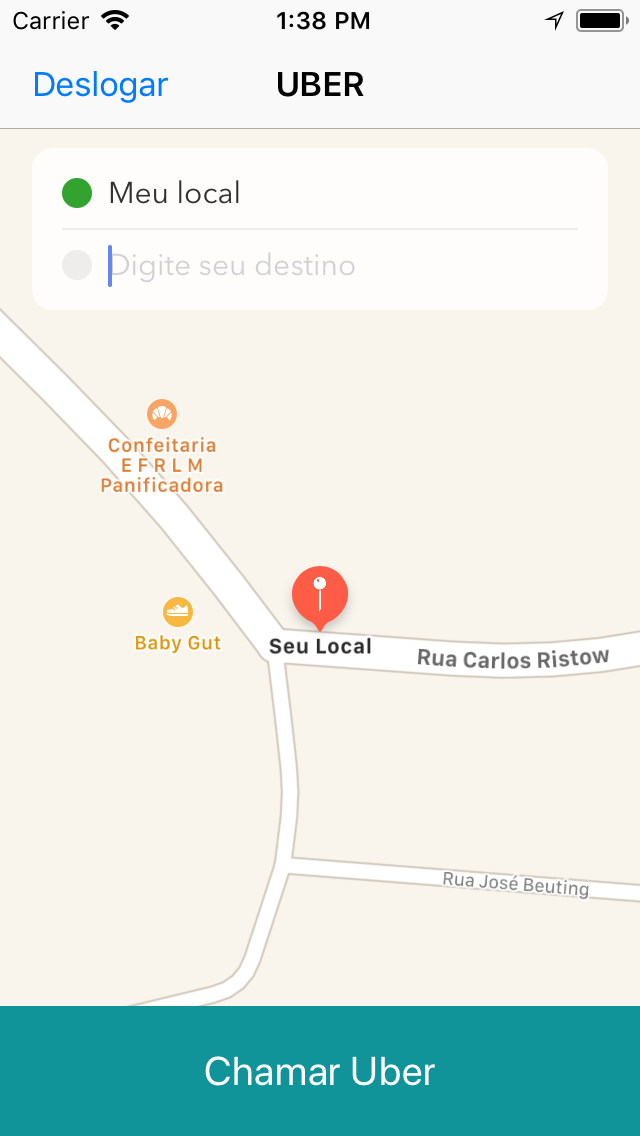 Carrier 1:38 PM
Deslogar UBER
Meu local
Digite seu destino
Confeitaria
E F R L M
Panificadora
Baby Gut
Seu Local
Rua Carlos Ristow
Rua José Beuting
Chamar Uber